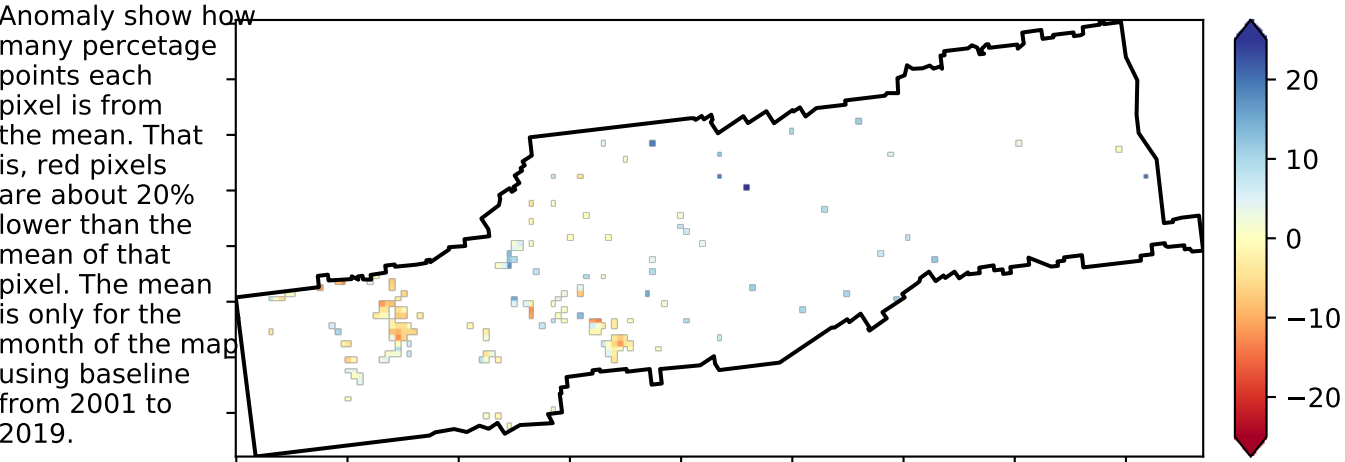 Anomaly show how
many percetage
points each
pixel is from
the mean. That
is, red pixels
are about 20%
lower than the
mean of that
pixel. The mean
is only for the
month of the map
using baseline
from 2001 to
2019.
20
10
0
−10
−20